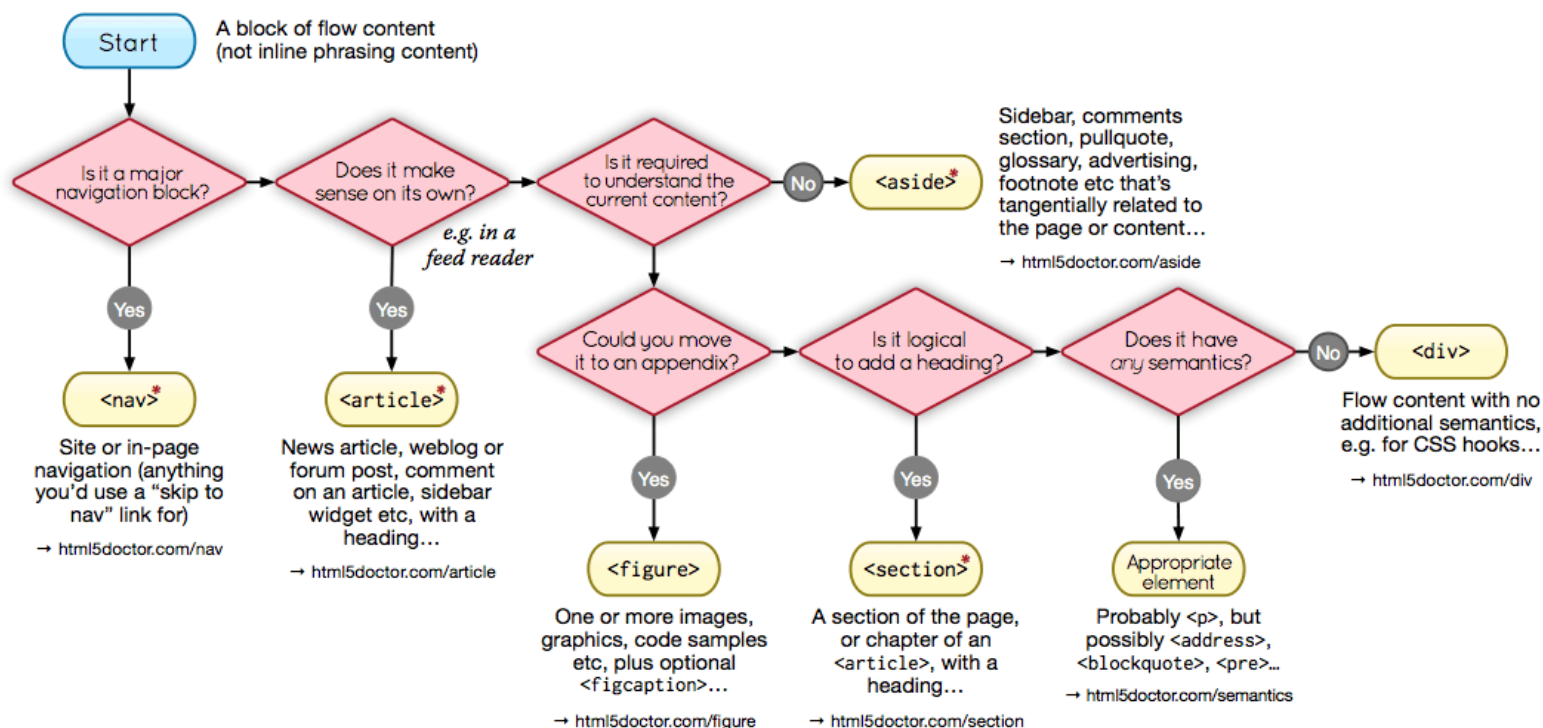 Start
A block of flow content
(not inline phrasing content)
Is it a major
navigation block?
Does it make
sense on its own?
e.g. in a
feed reader
Is it required
to understand the
current content?
No
<aside>*
Sidebar, comments
section, pullquote,
glossary, advertising,
footnote etc that's
tangentially related to
the page or content…
→ html5doctor.com/aside
Yes
<nav>*
Site or in-page
navigation (anything
you'd use a “skip to
nav” link for)
→ html5doctor.com/nav
Yes
<article>*
News article, weblog or
forum post, comment
on an article, sidebar
widget etc, with a
heading…
→ html5doctor.com/article
Could you move
it to an appendix?
Is it logical
to add a heading?
Does it have
any semantics?
No
<div>
Flow content with no
additional semantics,
e.g. for CSS hooks…
→ html5doctor.com/div
Yes
<figure>
One or more images,
graphics, code samples
etc, plus optional
<figcaption>…
→ html5doctor.com/figure
Yes
<section>*
A section of the page,
or chapter of an
<article>, with a
heading…
→ html5doctor.com/section
Yes
Appropriate
element
Probably <p>, but
possibly <address>,
<blockquote>, <pre>…
→ html5doctor.com/semantics